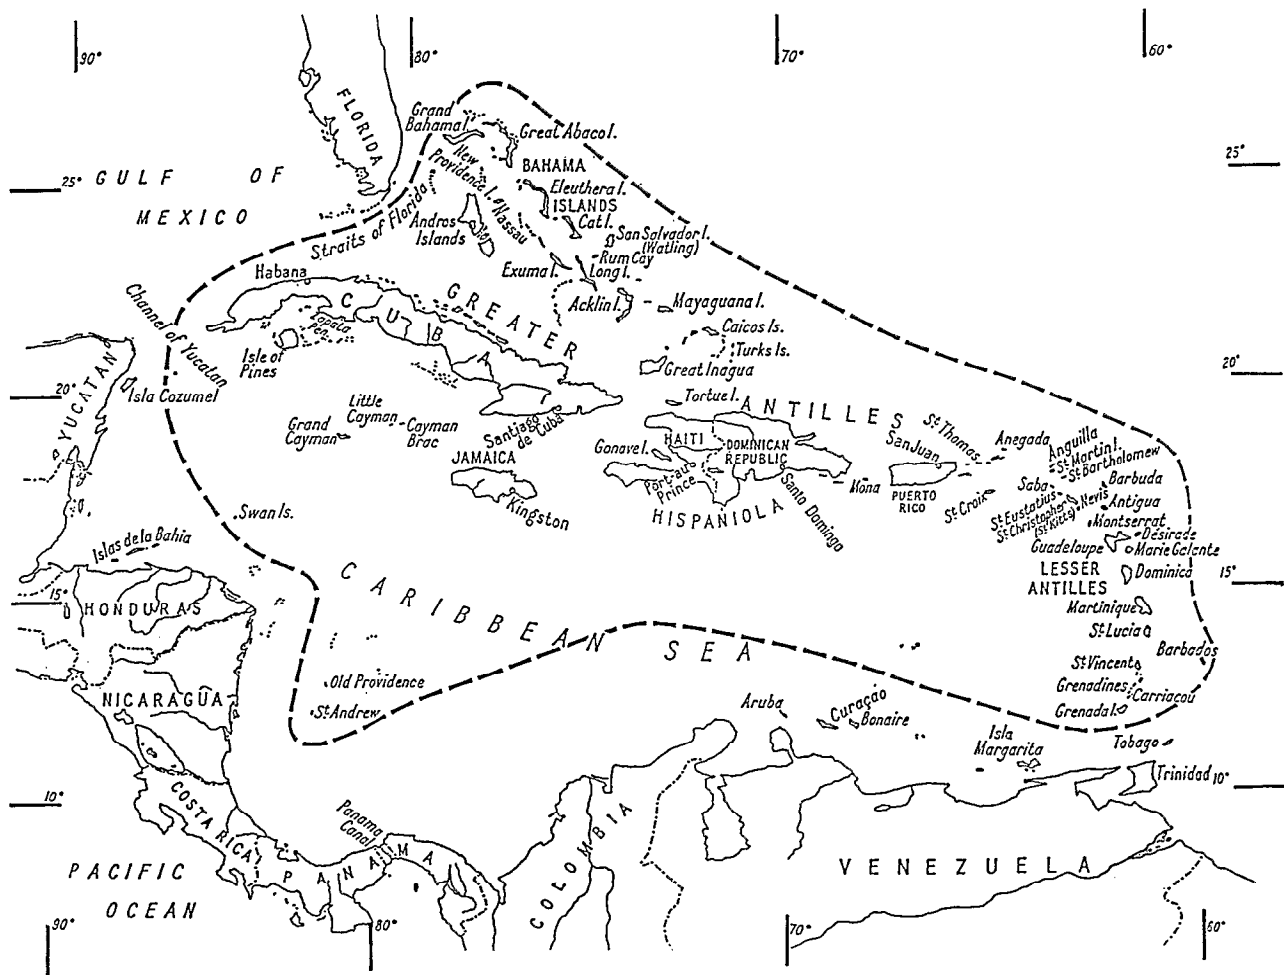 90°
80°
70°
60°
FLORIDA
Grand
Bahama I.
Great Abaco I.
25°
GULF OF
MEXICO
25°
New
Providence I.
Nassau
BAHAMA
ISLANDS
Eleuthera I.
Cat I.
Straits of Florida
Andros
Islands
San Salvador I.
(Watling)
Rum Cay
Exuma I.
Long I.
Acklin I.
Mayaguana I.
Habana
CUBA
GREATER
ANTILLES
Channel of Yucatan
Isle of
Pines
Zapata
Pen.
Caicos Is.
Turks Is.
Great Inagua
20°
20°
YUCATAN
Isla Cozumel
Little
Cayman
Grand
Cayman
Cayman
Brac
Santiago
de Cuba
Tortue I.
JAMAICA
Kingston
Gonave I.
HAITI
Port-au
Prince
DOMINICAN
REPUBLIC
Santo Domingo
HISPANIOLA
Mona
San Juan
PUERTO
RICO
St. Thomas
Anegada
St. Croix
Anguilla
St. Martin I.
St. Bartholomew
Saba
St. Eustatius
St. Christopher
(St. Kitts)
Nevis
Barbuda
Antigua
Montserrat
Guadeloupe
Désirade
Marie Galante
LESSER
ANTILLES
Dominica
15°
Martinique
St. Lucia
Barbados
St. Vincent
Grenadines
Carriacou
Grenada I.
Swan Is.
Islas de la Bahia
15°
HONDURAS
CARIBBEAN SEA
NICARAGUA
Old Providence
St. Andrew
Aruba
Curaçao
Bonaire
Isla
Margarita
Tobago
Trinidad
10°
10°
COSTA RICA
Panama
Canal
PANAMA
COLOMBIA
VENEZUELA
PACIFIC
OCEAN
90°
80°
70°
60°